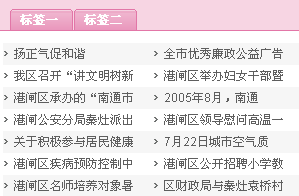 标签一 标签二
扬正气促和谐 全市优秀廉政公益广告
我区召开“讲文明树新 港闸区举办妇女干部暨
港闸区承办的“南通市 2005年8月，南通
港闸公安分局秦灶派出 港闸区领导慰问高温一
关于积极参与居民健康 7月22日城市空气质
港闸区疾病预防控制中 港闸区公开招聘小学教
港闸区名师培养对象暑 区财政局与秦灶袁桥村